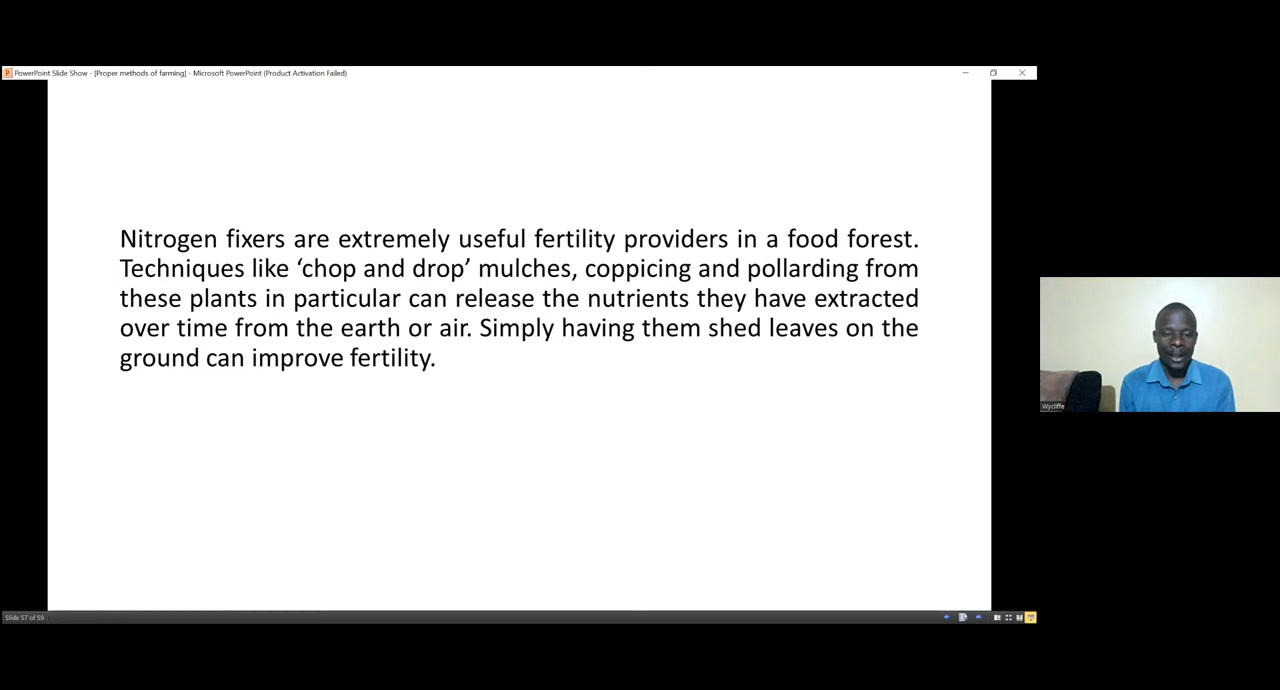 PowerPoint Slide Show - [Proper methods of farming] - Microsoft PowerPoint (Product Activation Failed)
Nitrogen fixers are extremely useful fertility providers in a food forest.
Techniques like ‘chop and drop’ mulches, coppicing and pollarding from
these plants in particular can release the nutrients they have extracted
over time from the earth or air. Simply having them shed leaves on the
ground can improve fertility.
Wycliffe
Slide 57 of 59